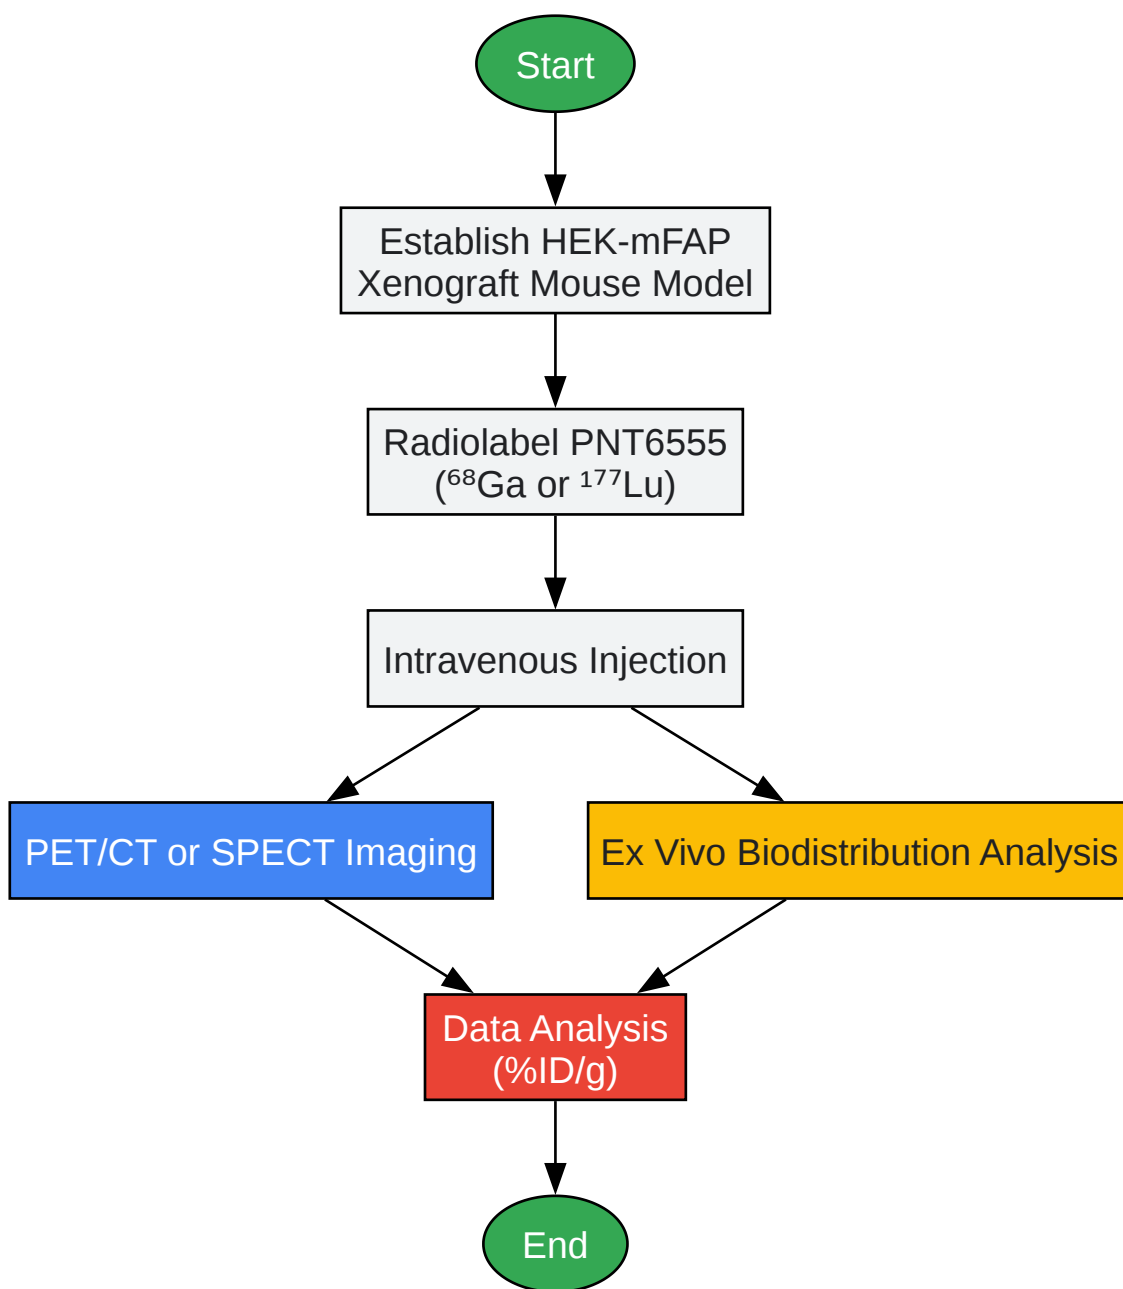 Start
Establish HEK-mFAP
Xenograft Mouse Model
Radiolabel PNT6555
(⁶⁸Ga or ¹⁷⁷Lu)
Intravenous Injection
PET/CT or SPECT Imaging
Ex Vivo Biodistribution Analysis
Data Analysis
(%ID/g)
End